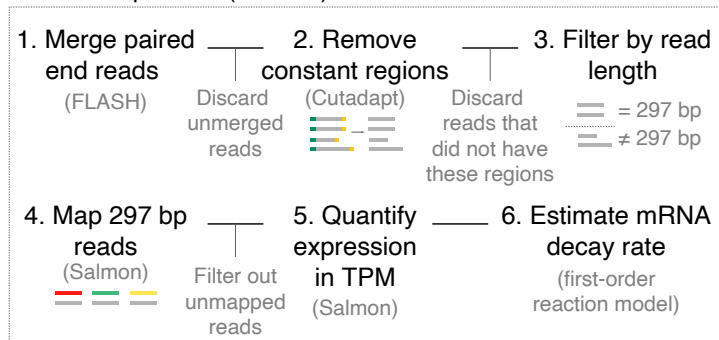 1. Merge paired
end reads
(FLASH)
Discard
unmerged
reads
2. Remove
constant regions
(Cutadapt)
Discard
reads that
did not have
these regions
3. Filter by read
length
= 297 bp
≠ 297 bp
4. Map 297 bp
reads
(Salmon)
Filter out
unmapped
reads
5. Quantify
expression
in TPM
(Salmon)
6. Estimate mRNA
decay rate
(first-order
reaction model)